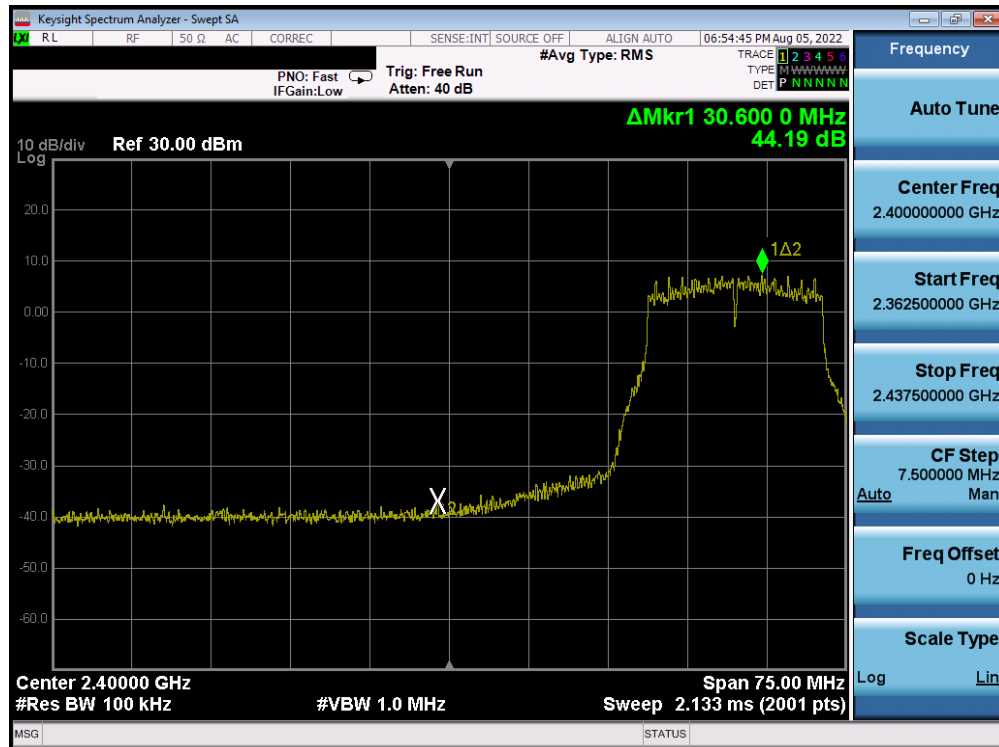 Keysight Spectrum Analyzer - Swept SA
LXI RL RF 50 Ω AC CORREC SENSE:INT SOURCE OFF ALIGN AUTO 06:54:45 PM Aug 05, 2022
PNO: Fast
IFGain:Low
Trig: Free Run
Atten: 40 dB
#Avg Type: RMS
TRACE 1 2 3 4 5 6
TYPE M WWWWW
DET P N N N N N
ΔMkr1 30.600 0 MHz
44.19 dB
10 dB/div Ref 30.00 dBm
Log
20.0
10.0
0.00
-10.0
-20.0
-30.0
-40.0
-50.0
-60.0
1Δ2
X2
Center 2.40000 GHz Span 75.00 MHz
#Res BW 100 kHz #VBW 1.0 MHz Sweep 2.133 ms (2001 pts)
MSG STATUS
Frequency
Auto Tune
Center Freq
2.400000000 GHz
Start Freq
2.362500000 GHz
Stop Freq
2.437500000 GHz
CF Step
7.500000 MHz
Auto Man
Freq Offset
0 Hz
Scale Type
Log Lin